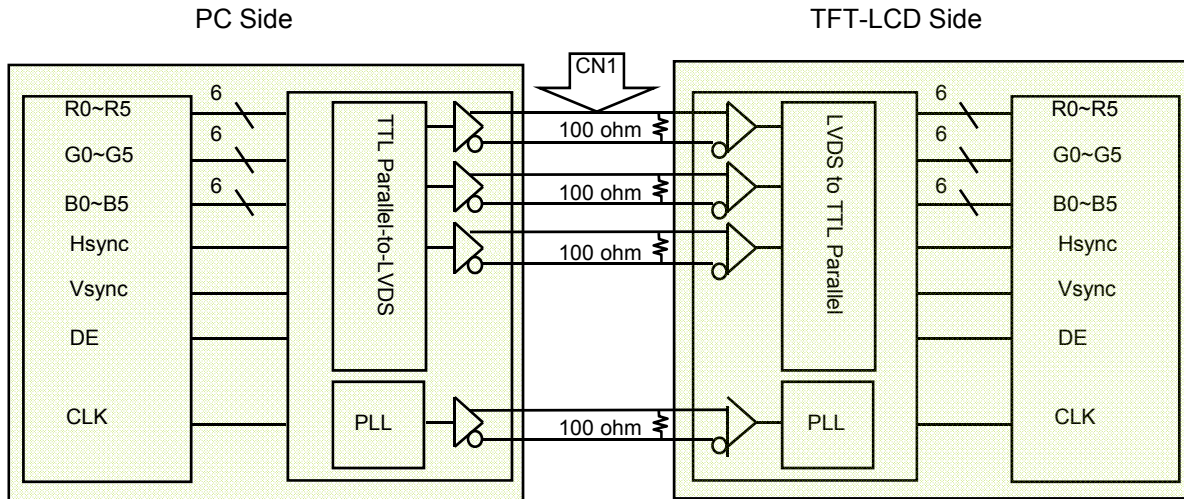 PC Side
TFT-LCD Side
CN1
R0~R5
6
G0~G5
6
B0~B5
6
Hsync
Vsync
DE
CLK
TTL Parallel-to-LVDS
PLL
100 ohm
100 ohm
100 ohm
100 ohm
LVDS to TTL Parallel
PLL
6
R0~R5
6
G0~G5
6
B0~B5
Hsync
Vsync
DE
CLK